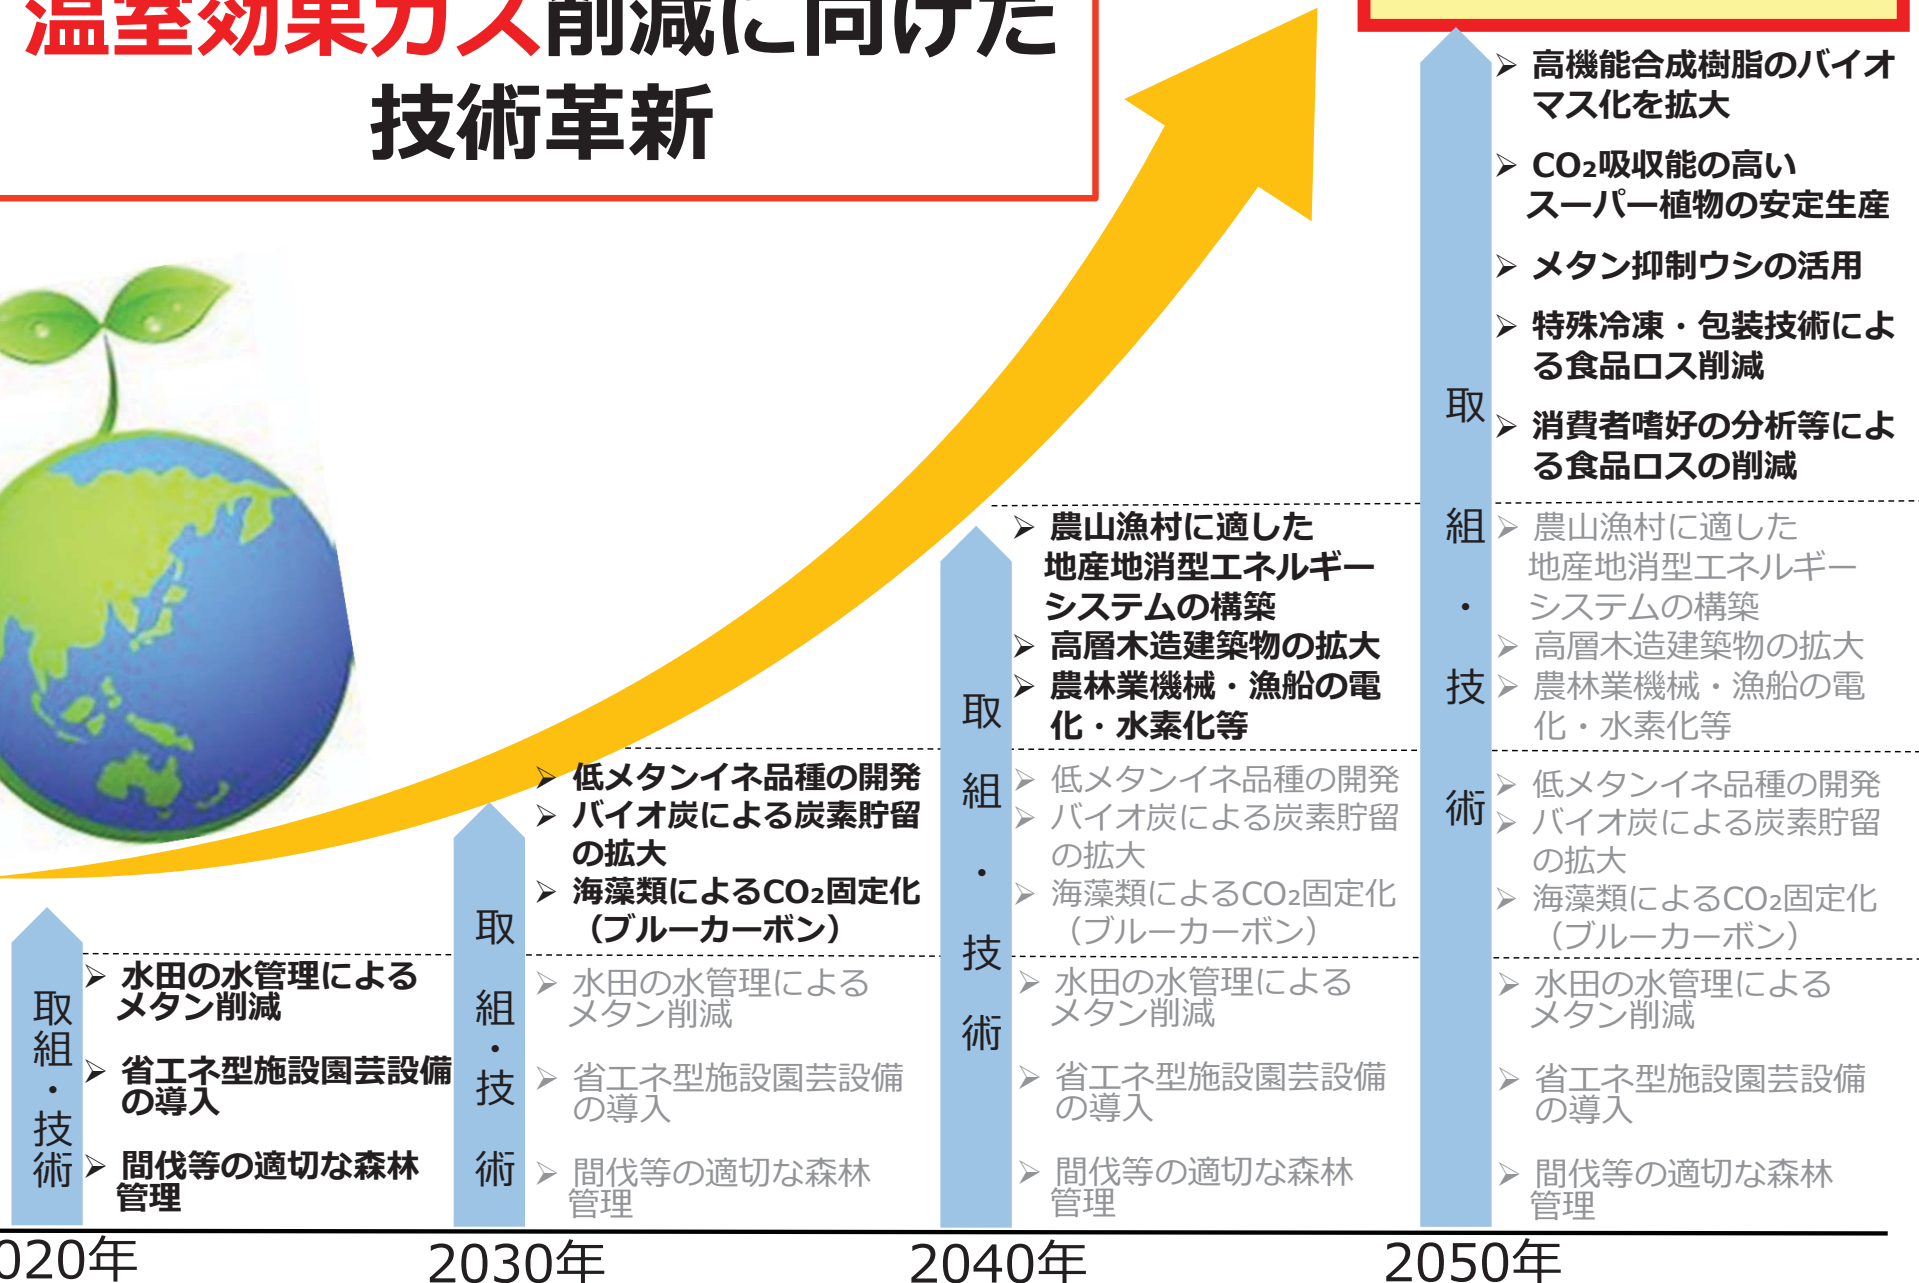 温室効果ガス削減に向けた
技術革新
取組・技術
➢ 水田の水管理による
メタン削減
➢ 省エネ型施設園芸設備
の導入
➢ 間伐等の適切な森林
管理
020年
取組・技術
➢ 低メタンイネ品種の開発
➢ バイオ炭による炭素貯留
の拡大
➢ 海藻類によるCO₂固定化
（ブルーカーボン）
➢ 水田の水管理による
メタン削減
➢ 省エネ型施設園芸設備
の導入
➢ 間伐等の適切な森林
管理
2030年
取組・技術
➢ 農山漁村に適した
地産地消型エネルギー
システムの構築
➢ 高層木造建築物の拡大
➢ 農林業機械・漁船の電
化・水素化等
➢ 低メタンイネ品種の開発
➢ バイオ炭による炭素貯留
の拡大
➢ 海藻類によるCO₂固定化
（ブルーカーボン）
➢ 水田の水管理による
メタン削減
➢ 省エネ型施設園芸設備
の導入
➢ 間伐等の適切な森林
管理
2040年
取組・技術
➢ 高機能合成樹脂のバイオ
マス化を拡大
➢ CO₂吸収能の高い
スーパー植物の安定生産
➢ メタン抑制ウシの活用
➢ 特殊冷凍・包装技術によ
る食品ロス削減
➢ 消費者嗜好の分析等によ
る食品ロスの削減
➢ 農山漁村に適した
地産地消型エネルギー
システムの構築
➢ 高層木造建築物の拡大
➢ 農林業機械・漁船の電
化・水素化等
➢ 低メタンイネ品種の開発
➢ バイオ炭による炭素貯留
の拡大
➢ 海藻類によるCO₂固定化
（ブルーカーボン）
➢ 水田の水管理による
メタン削減
➢ 省エネ型施設園芸設備
の導入
➢ 間伐等の適切な森林
管理
2050年